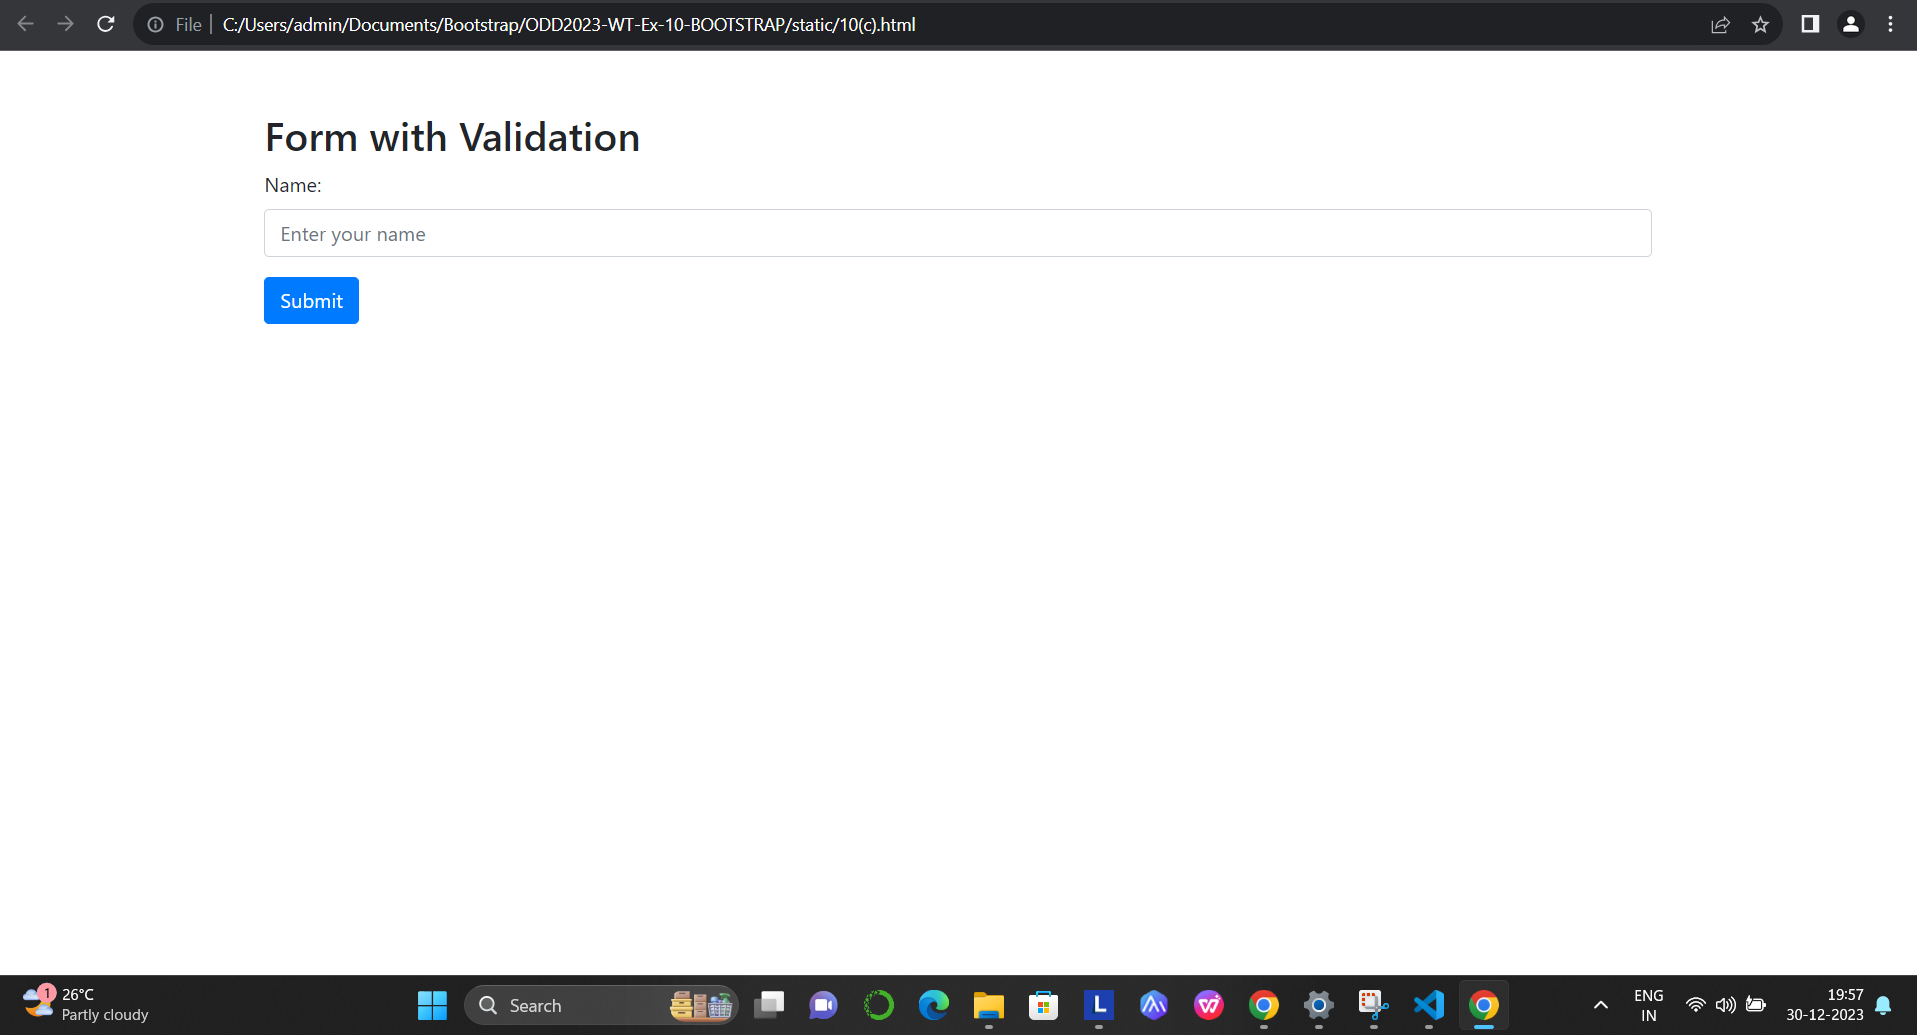 File
C:/Users/admin/Documents/Bootstrap/ODD2023-WT-Ex-10-BOOTSTRAP/static/10(c).html
Form with Validation
Name:
Enter your name
Submit
1
26°C
Partly cloudy
Search
L
ENG
IN
19:57
30-12-2023